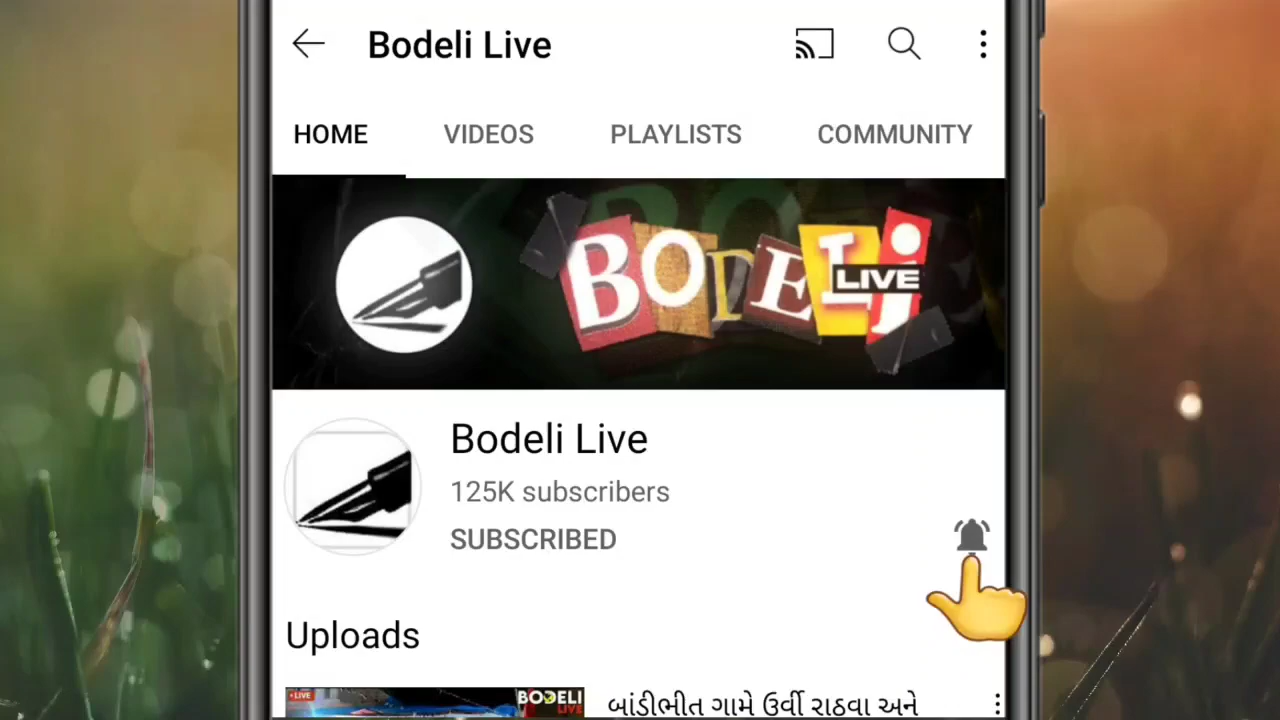 Bodeli Live
HOME VIDEOS PLAYLISTS COMMUNITY
BODELi
LIVE
Bodeli Live
125K subscribers
SUBSCRIBED
Uploads
LIVE
BODELI
LIVE
બાંડીભીત ગામે ઉર્વી રાઠવા અને